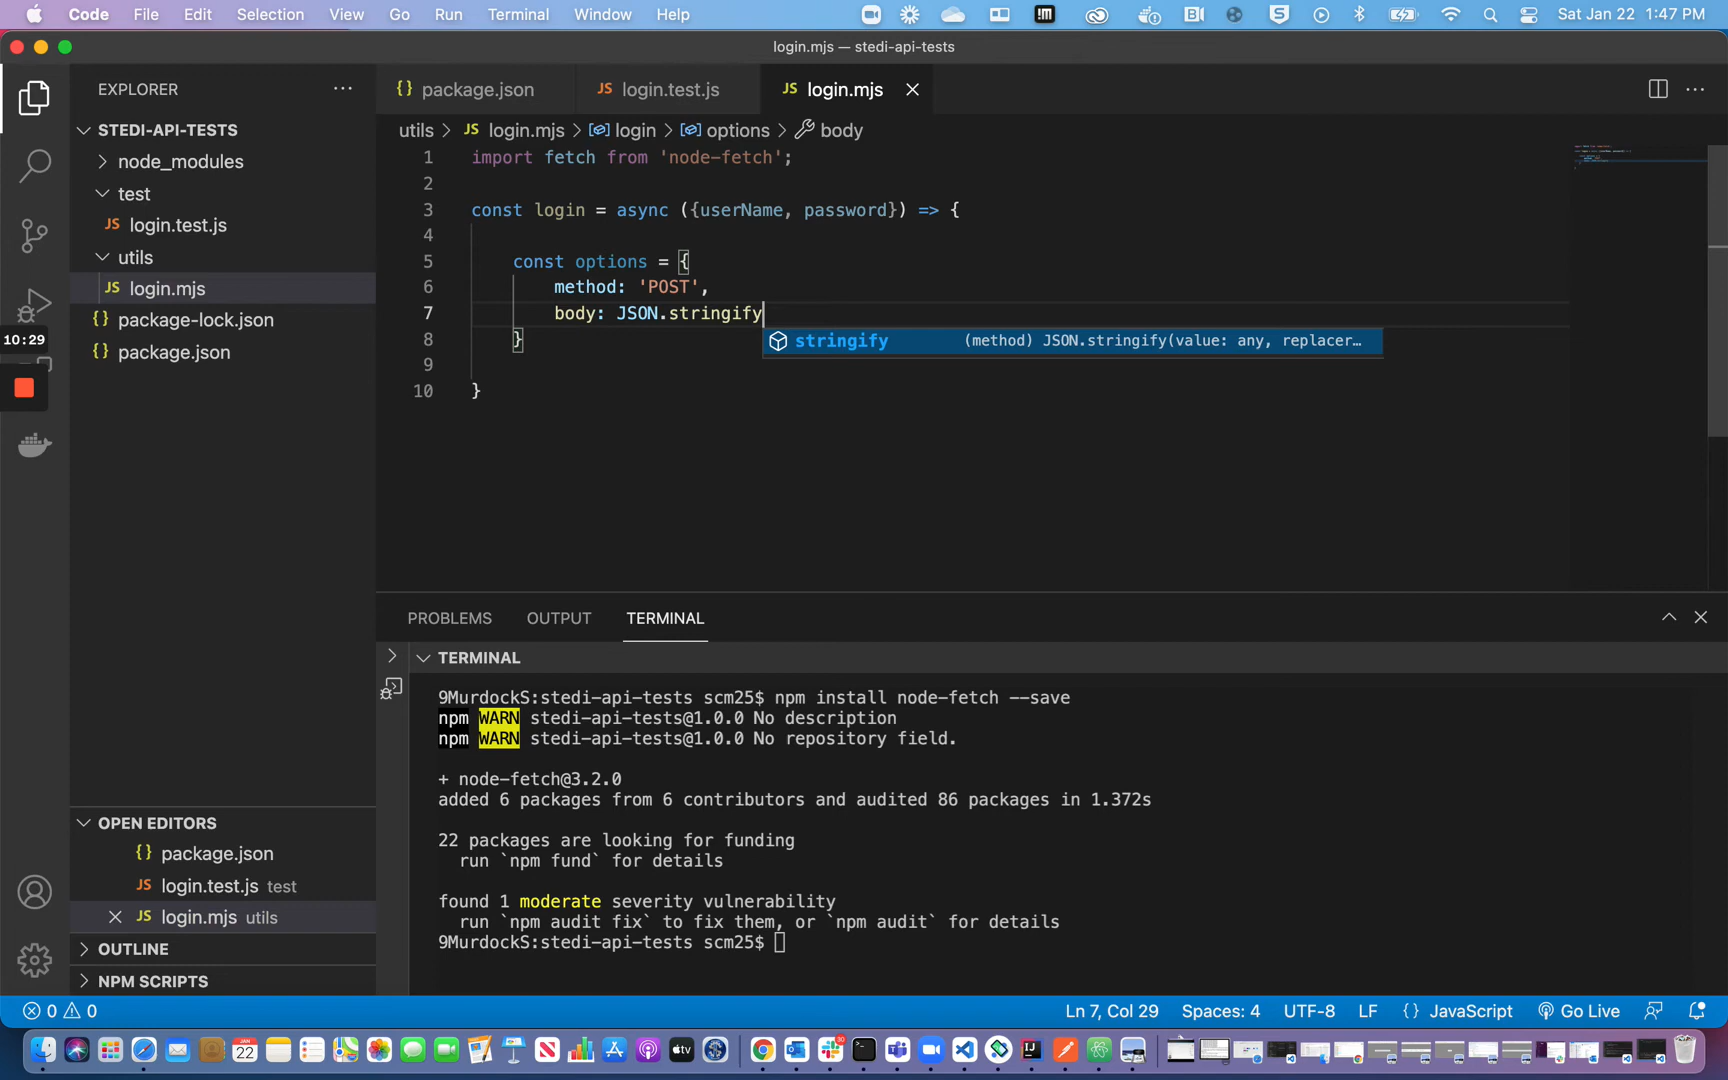 Code File Edit Selection View Go Run Terminal Window Help Sat Jan 22 1:47 PM
login.mjs — stedi-api-tests
EXPLORER
package.json
JS login.test.js
JS login.mjs
STEDI-API-TESTS
node_modules
test
JS login.test.js
utils
JS login.mjs
package-lock.json
package.json
10:29
utils > JS login.mjs > login > options > body
1 import fetch from 'node-fetch';
2
3 const login = async ({userName, password}) => {
4
5 const options = {
6 method: 'POST',
7 body: JSON.stringify
8 }
9
10 }
stringify (method) JSON.stringify(value: any, replacer…
PROBLEMS OUTPUT TERMINAL
TERMINAL
9MurdockS:stedi-api-tests scm25$ npm install node-fetch --save
npm WARN stedi-api-tests@1.0.0 No description
npm WARN stedi-api-tests@1.0.0 No repository field.
+ node-fetch@3.2.0
added 6 packages from 6 contributors and audited 86 packages in 1.372s
22 packages are looking for funding
run `npm fund` for details
found 1 moderate severity vulnerability
run `npm audit fix` to fix them, or `npm audit` for details
9MurdockS:stedi-api-tests scm25$
OPEN EDITORS
package.json
JS login.test.js test
JS login.mjs utils
OUTLINE
NPM SCRIPTS
0 0 Ln 7, Col 29 Spaces: 4 UTF-8 LF {} JavaScript Go Live